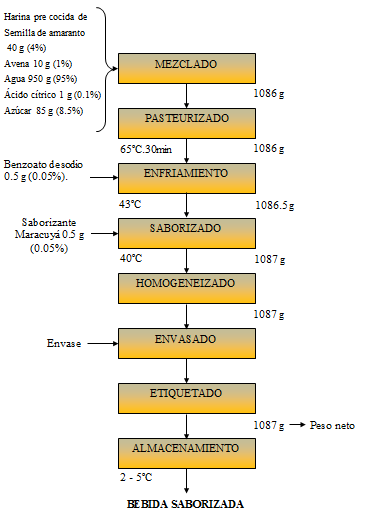 Harina pre cocida de
Semilla de amaranto
40 g (4%)
Avena 10 g (1%)
Agua 950 g (95%)
Ácido cítrico 1 g (0.1%)
Azúcar 85 g (8.5%)
MEZCLADO
1086 g
PASTEURIZADO
65°C.30min
1086 g
Benzoato desodio
0.5 g (0.05%).
ENFRIAMIENTO
43°C
1086.5g
Saborizante
Maracuyá 0.5 g
(0.05%)
SABORIZADO
40°C
1087 g
HOMOGENEIZADO
1087 g
Envase
ENVASADO
ETIQUETADO
1087 g
Peso neto
ALMACENAMIENTO
2 - 5°C
BEBIDA SABORIZADA